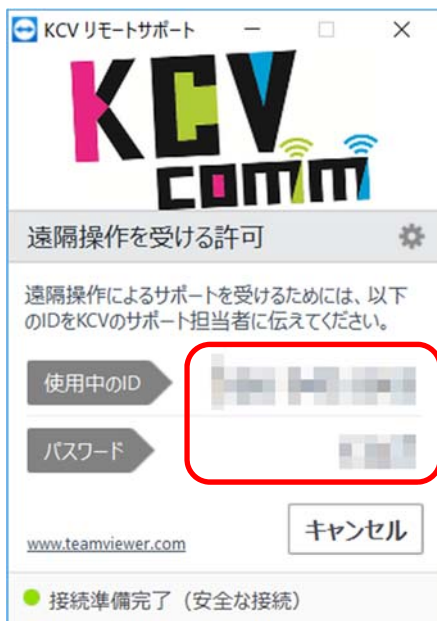 KCV リモートサポート
KCV
comm
遠隔操作を受ける許可
遠隔操作によるサポートを受けるためには、以下
のIDをKCVのサポート担当者に伝えてください。
使用中のID
パスワード
キャンセル
www.teamviewer.com
接続準備完了（安全な接続）